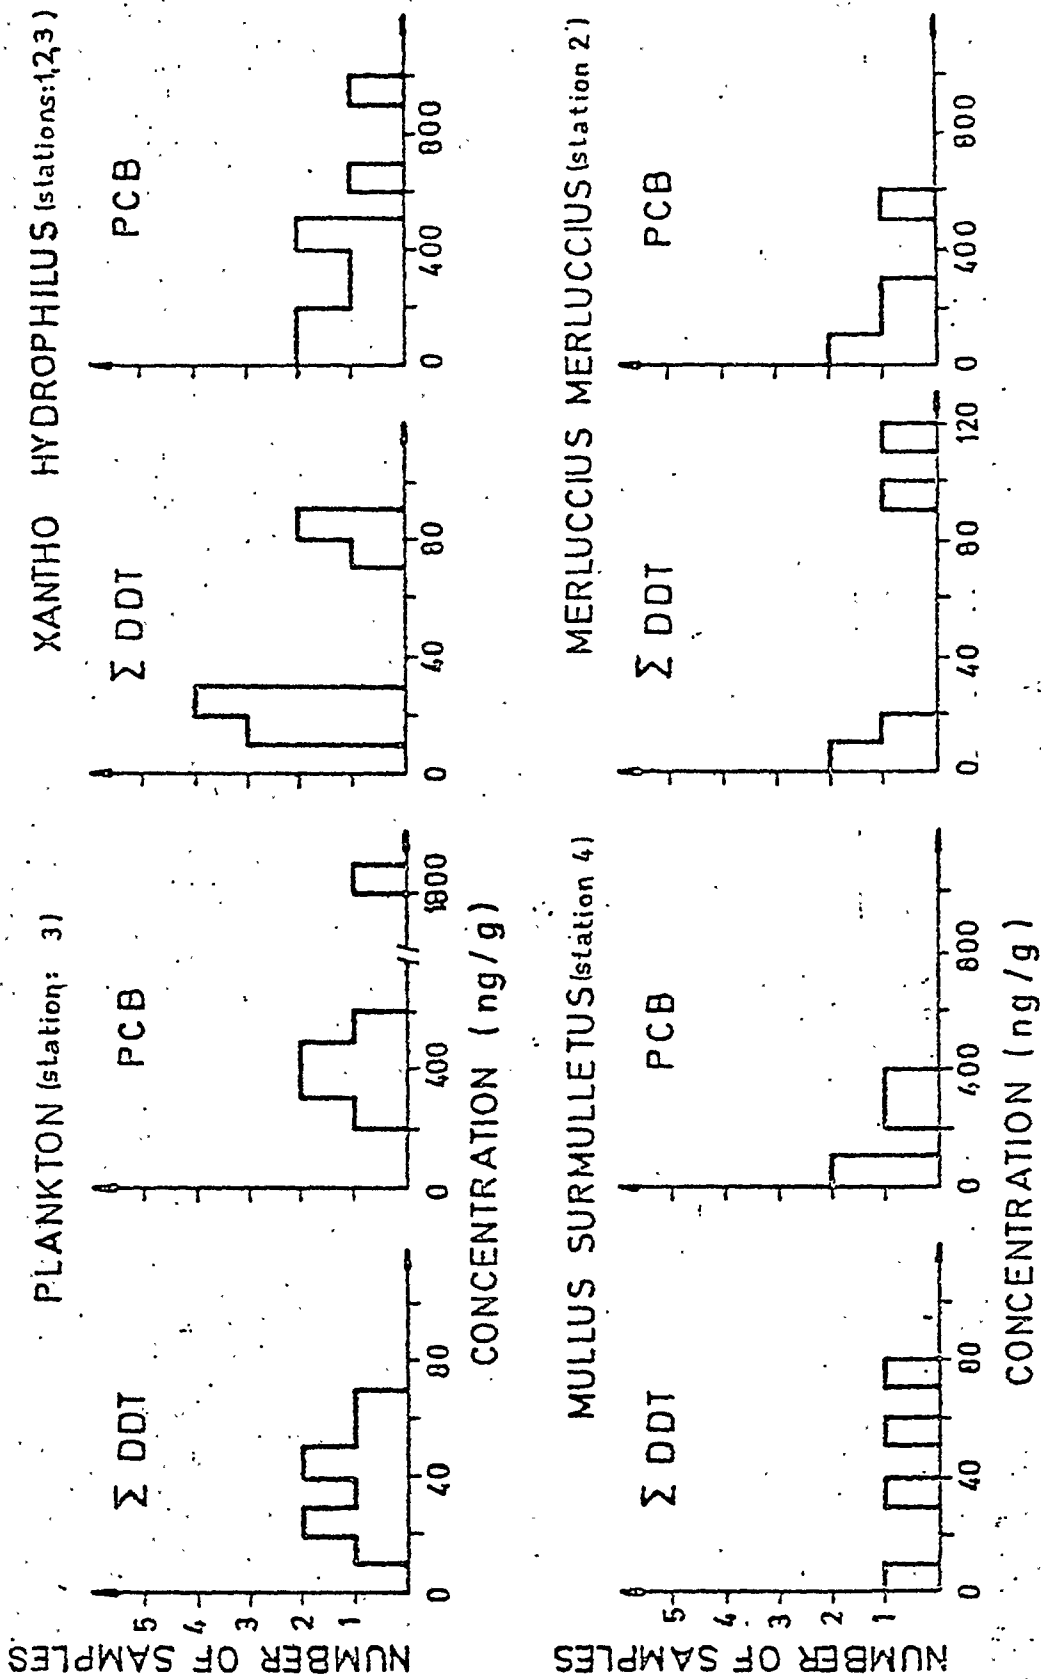 PLANKTON (station: 3)
XANTHO HYDROPHILUS (stations: 1,2,3)
NUMBER OF SAMPLES
5
4
3
2
1
Σ DDT
0 40 80
PCB
0 400 1800
Σ DDT
0 40 80
PCB
0 400 800
CONCENTRATION (ng/g)
MULLUS SURMULLETUS (station 4)
MERLUCCIUS MERLUCCIUS (station 2)
NUMBER OF SAMPLES
5
4
3
2
1
Σ DDT
0 40 80
PCB
0 400 800
Σ DDT
0 40 80 120
PCB
0 400 800
CONCENTRATION (ng/g)